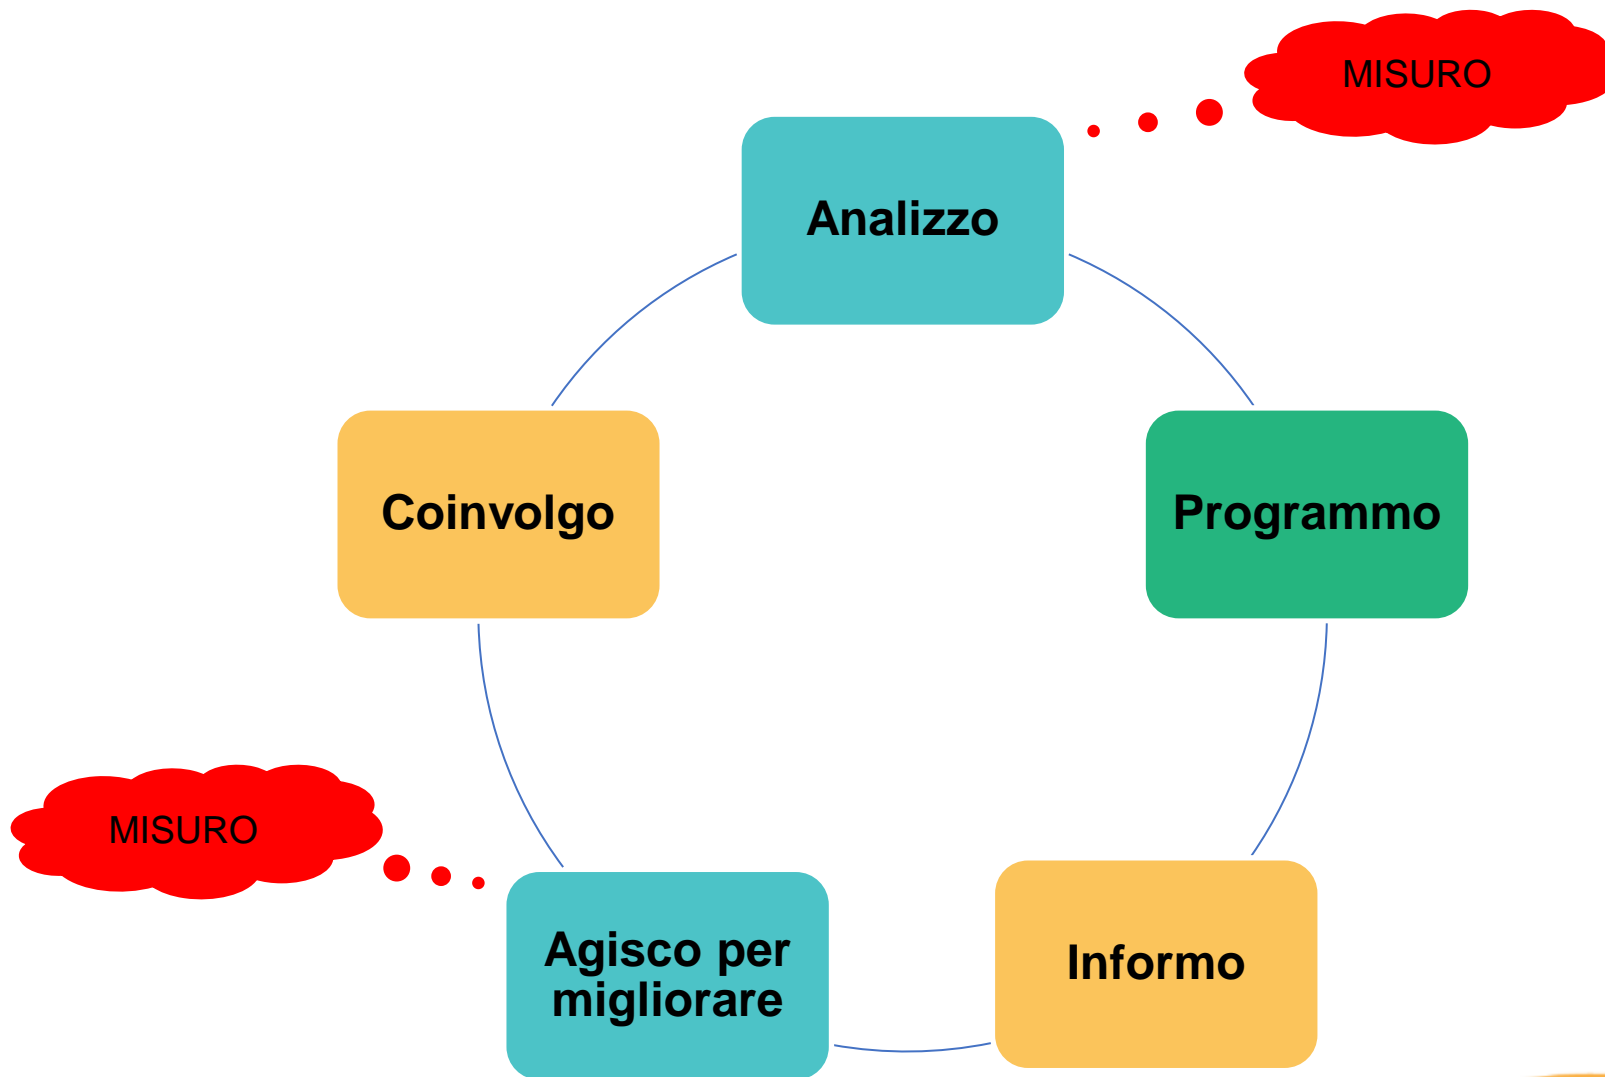 MISURO
Analizzo
Coinvolgo
Programmo
MISURO
Agisco per
migliorare
Informo